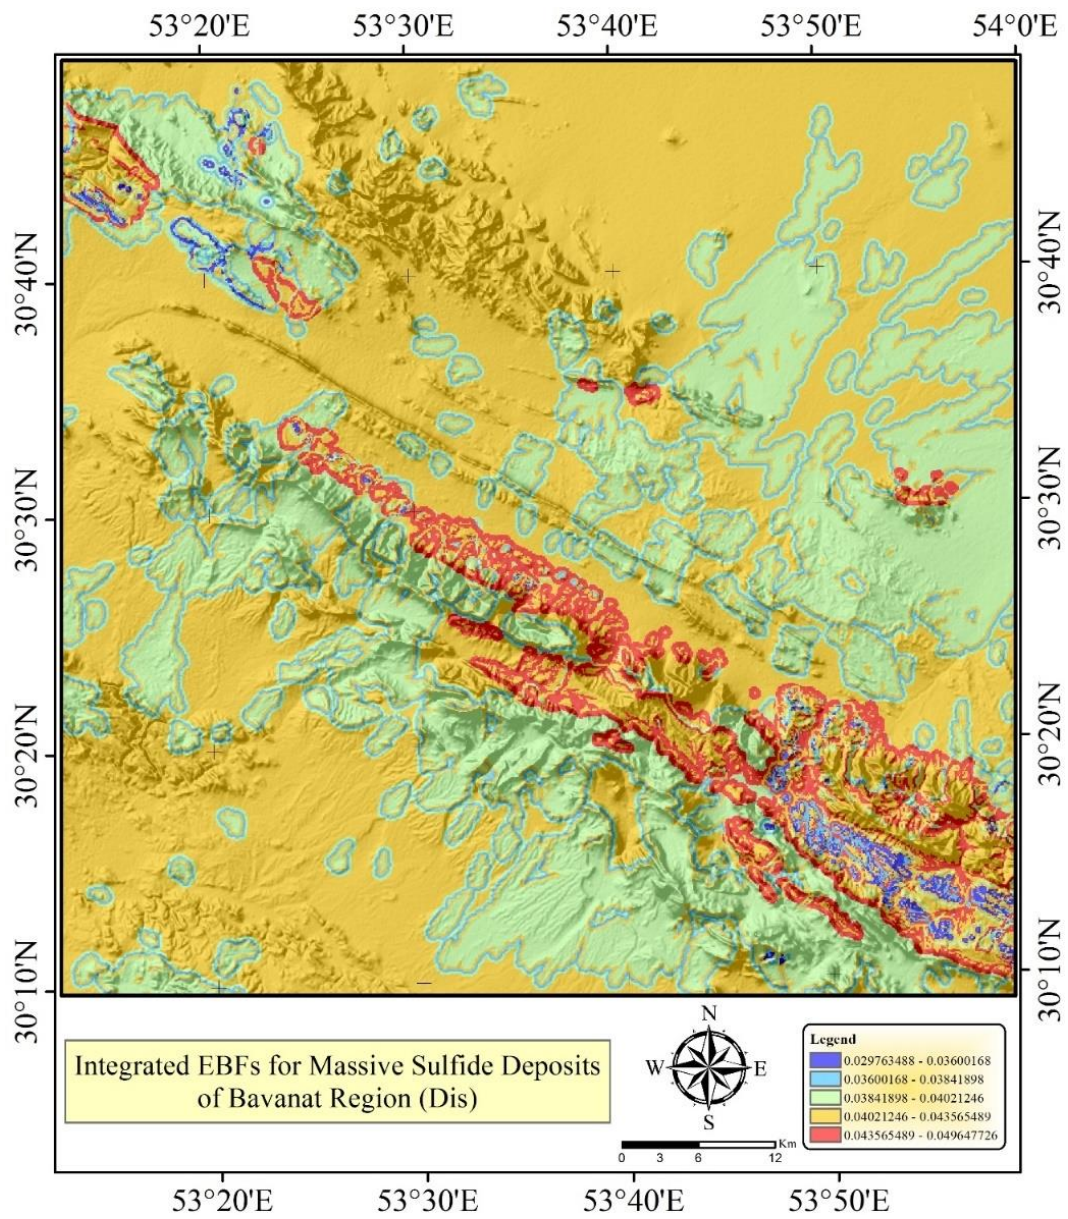 53°20'E 53°30'E 53°40'E 53°50'E 54°0'E
30°40'N 30°40'N
30°30'N 30°30'N
30°20'N 30°20'N
30°10'N 30°10'N
Integrated EBFs for Massive Sulfide Deposits
of Bavanat Region (Dis)
N
W E
S
Km
0 3 6 12
Legend
0.029763488 - 0.03600168
0.03600168 - 0.03841898
0.03841898 - 0.04021246
0.04021246 - 0.043565489
0.043565489 - 0.049647726
53°20'E 53°30'E 53°40'E 53°50'E